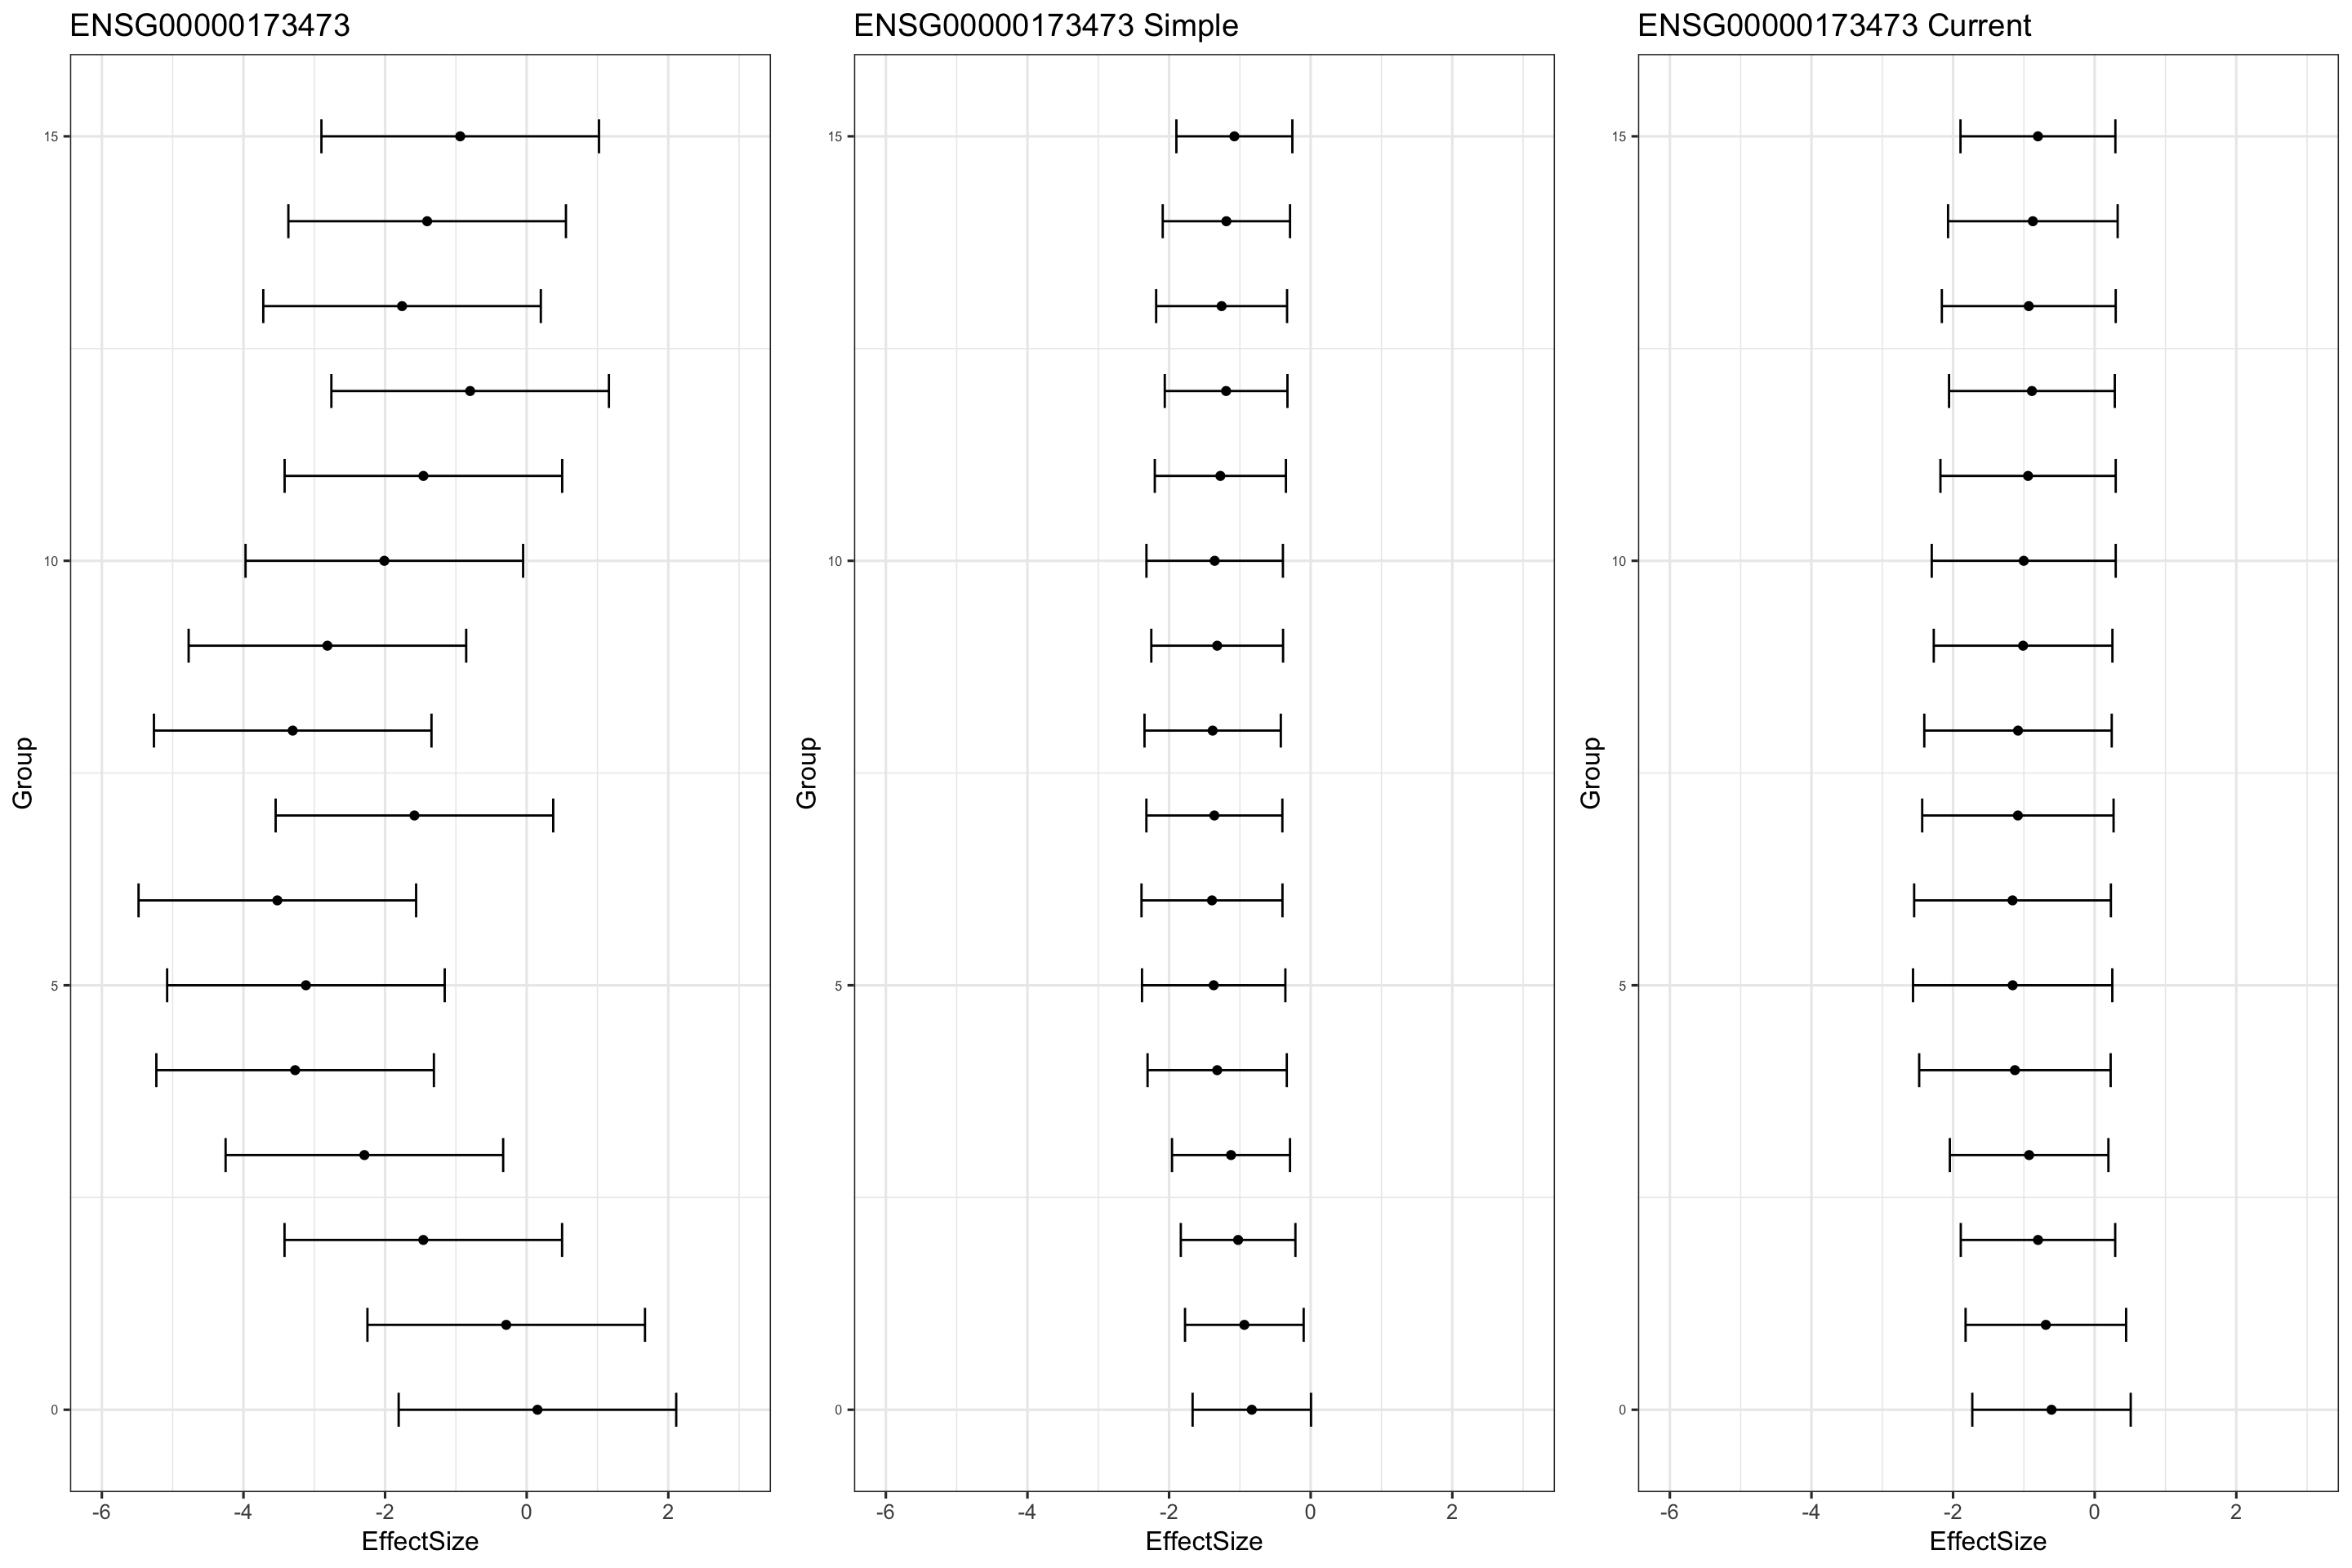 ENSG00000173473
15
10
5
0
Group
-6 -4 -2 0 2
EffectSize
ENSG00000173473 Simple
15
10
5
0
Group
-6 -4 -2 0 2
EffectSize
ENSG00000173473 Current
15
10
5
0
Group
-6 -4 -2 0 2
EffectSize